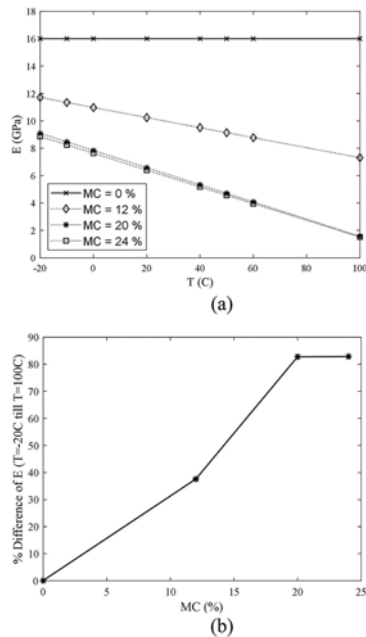 18
16
14
12
10
8
6
4
2
0
E (GPa)
MC = 0 %
MC = 12 %
MC = 20 %
MC = 24 %
-20 0 20 40 60 80 100
T (C)
(a)
90
80
70
60
50
40
30
20
10
0
% Difference of E (T=-20C till T=100C)
0 5 10 15 20 25
MC (%)
(b)